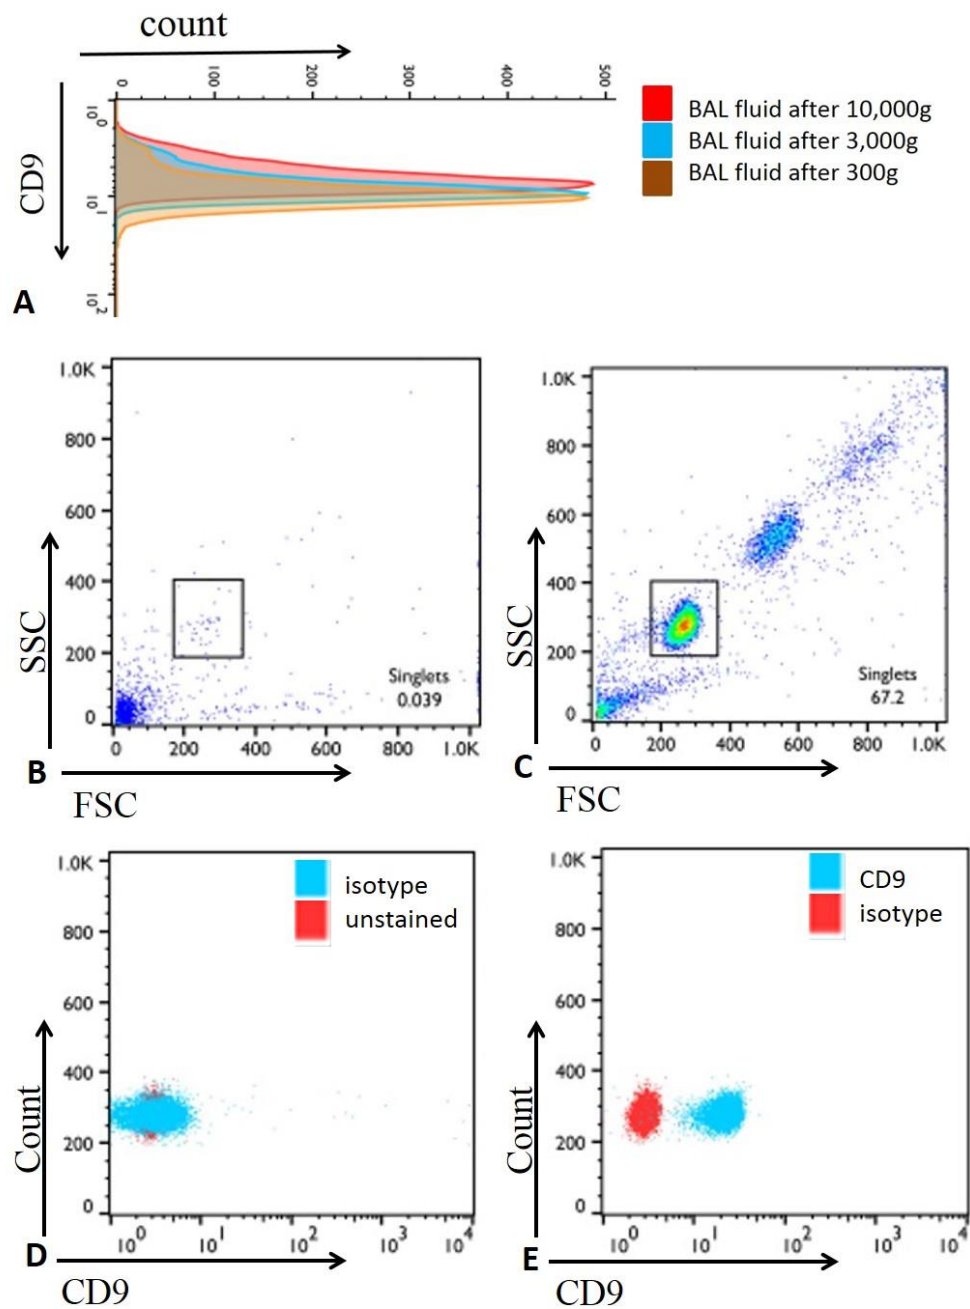 count
0 100 200 300 400 500
10^0
CD9
10^1
10^2
BAL fluid after 10,000g
BAL fluid after 3,000g
BAL fluid after 300g
A
1.0K
800
600
400
200
0
SSC
Singlets
0.039
0 200 400 600 800 1.0K
B
FSC
1.0K
800
600
400
200
0
SSC
Singlets
67.2
0 200 400 600 800 1.0K
C
FSC
isotype
unstained
1.0K
800
600
400
200
0
Count
10^0 10^1 10^2 10^3 10^4
D
CD9
CD9
isotype
1.0K
800
600
400
200
0
Count
10^0 10^1 10^2 10^3 10^4
E
CD9